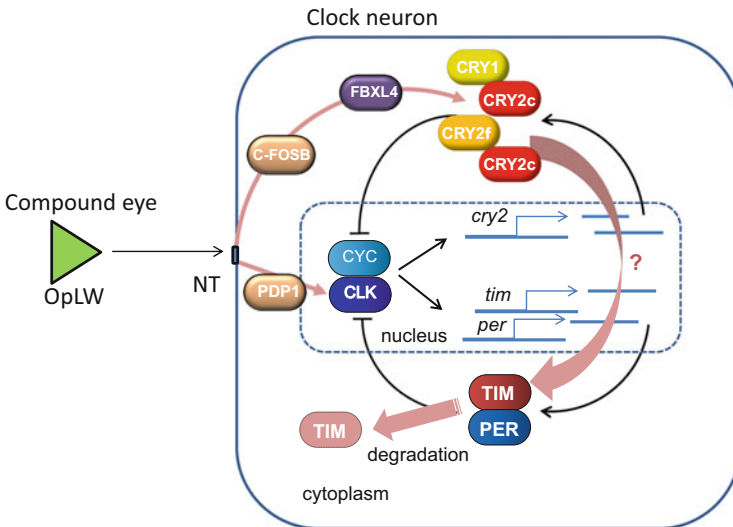 Clock neuron
CRY1
FBXL4
CRY2c
CRY2f
C-FOSB
CRY2c
Compound eye
cry2
CYC
?
OpLW
NT
PDP1
CLK
tim
nucleus
per
TIM
TIM
PER
degradation
cytoplasm